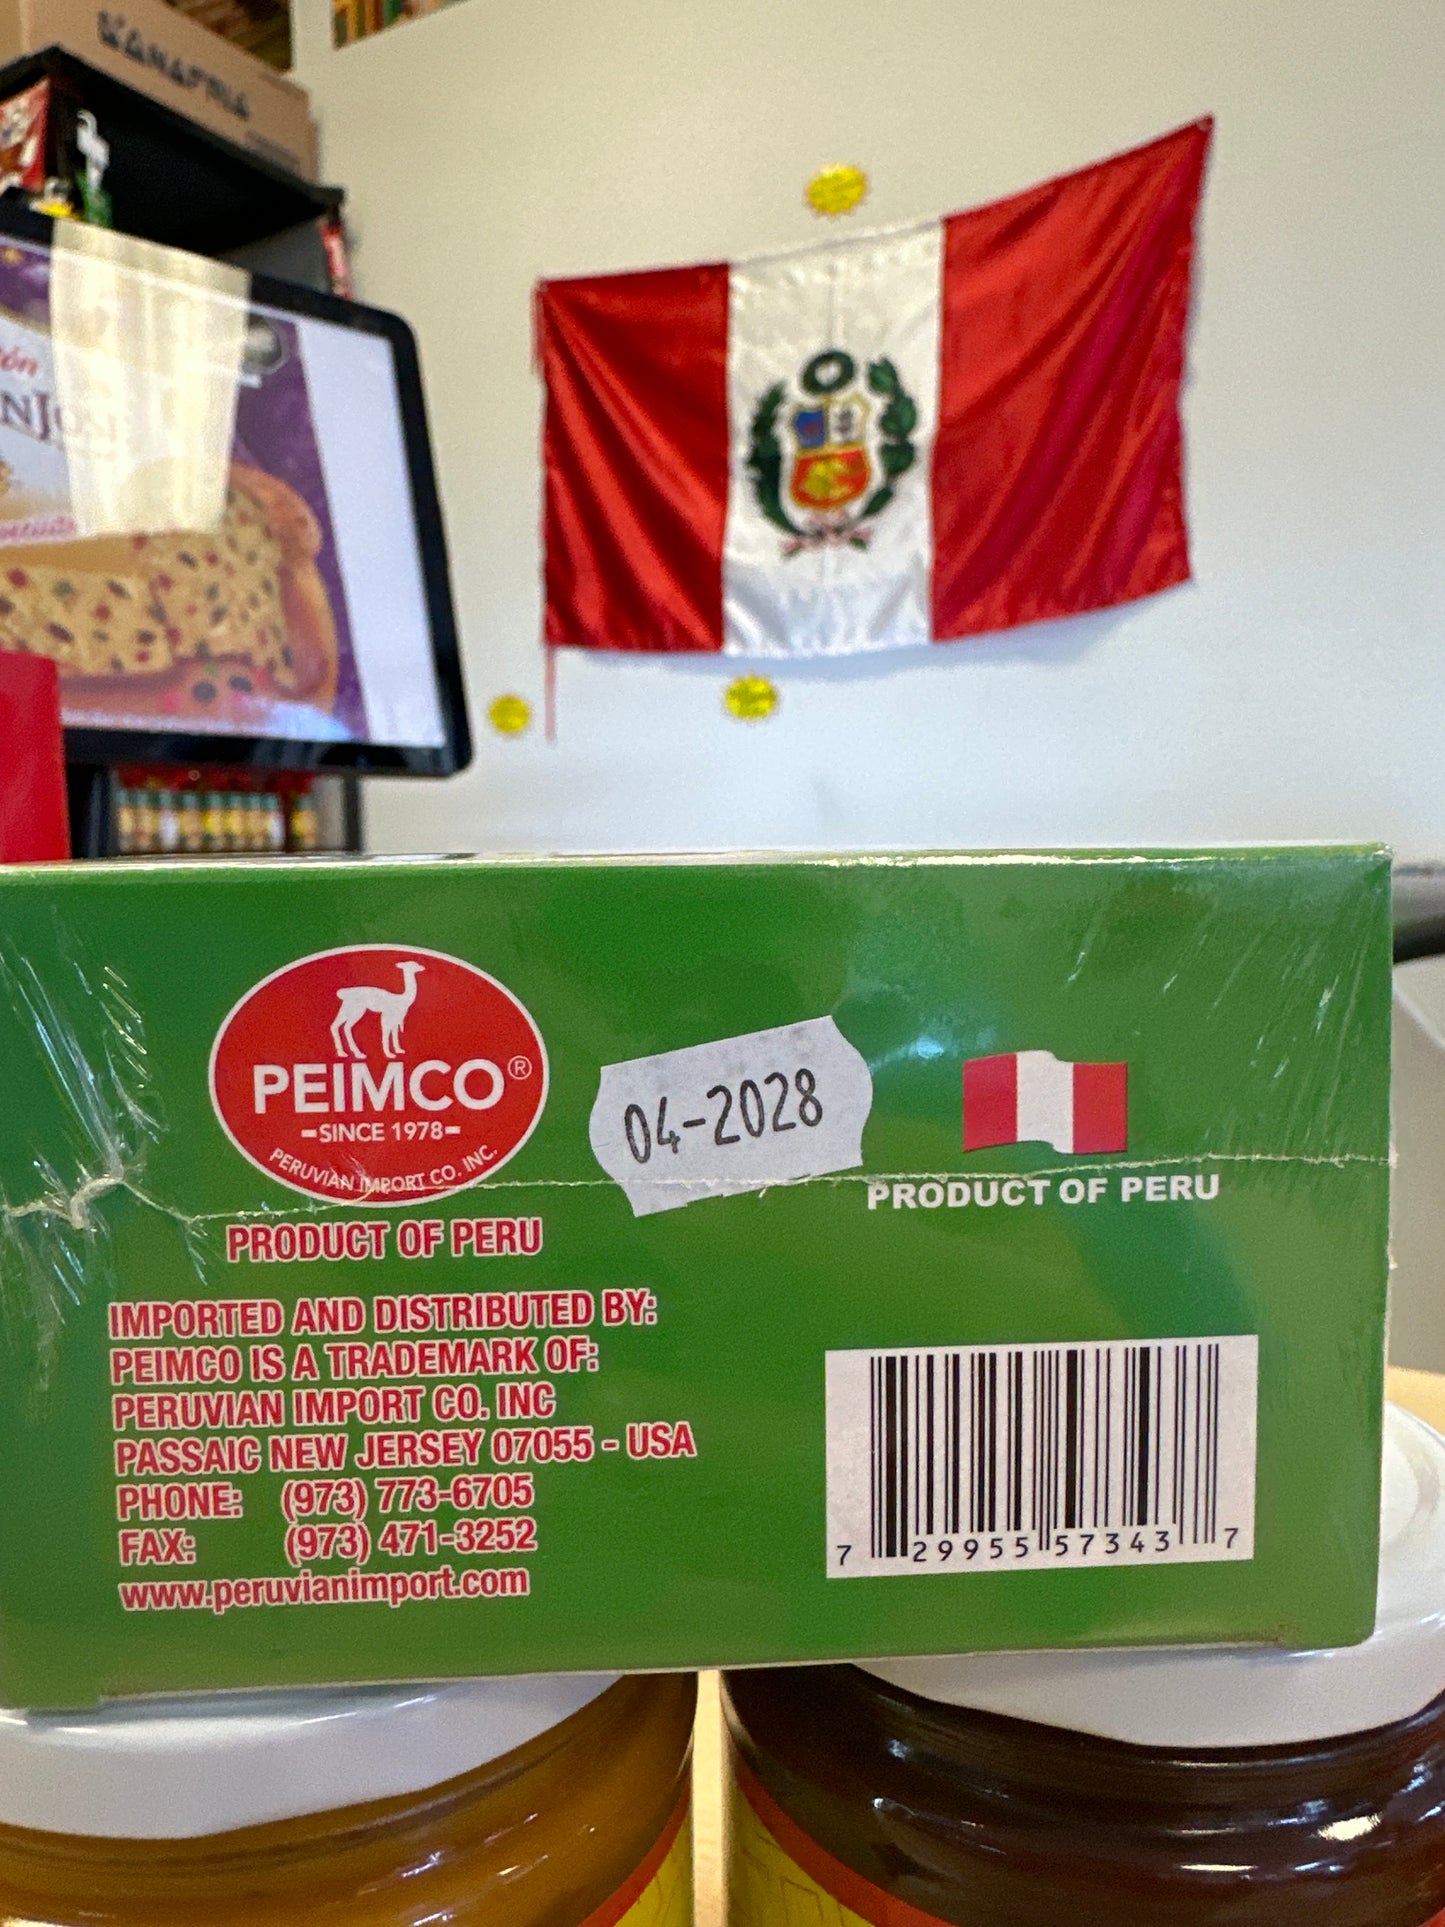 PEIMCO®
-SINCE 1978-
PERUVIAN IMPORT CO. INC.
PRODUCT OF PERU
04-2028
PRODUCT OF PERU
IMPORTED AND DISTRIBUTED BY:
PEIMCO IS A TRADEMARK OF:
PERUVIAN IMPORT CO. INC
PASSAIC NEW JERSEY 07055 - USA
PHONE: (973) 773-6705
FAX: (973) 471-3252
www.peruvianimport.com
7 29955 57343 7